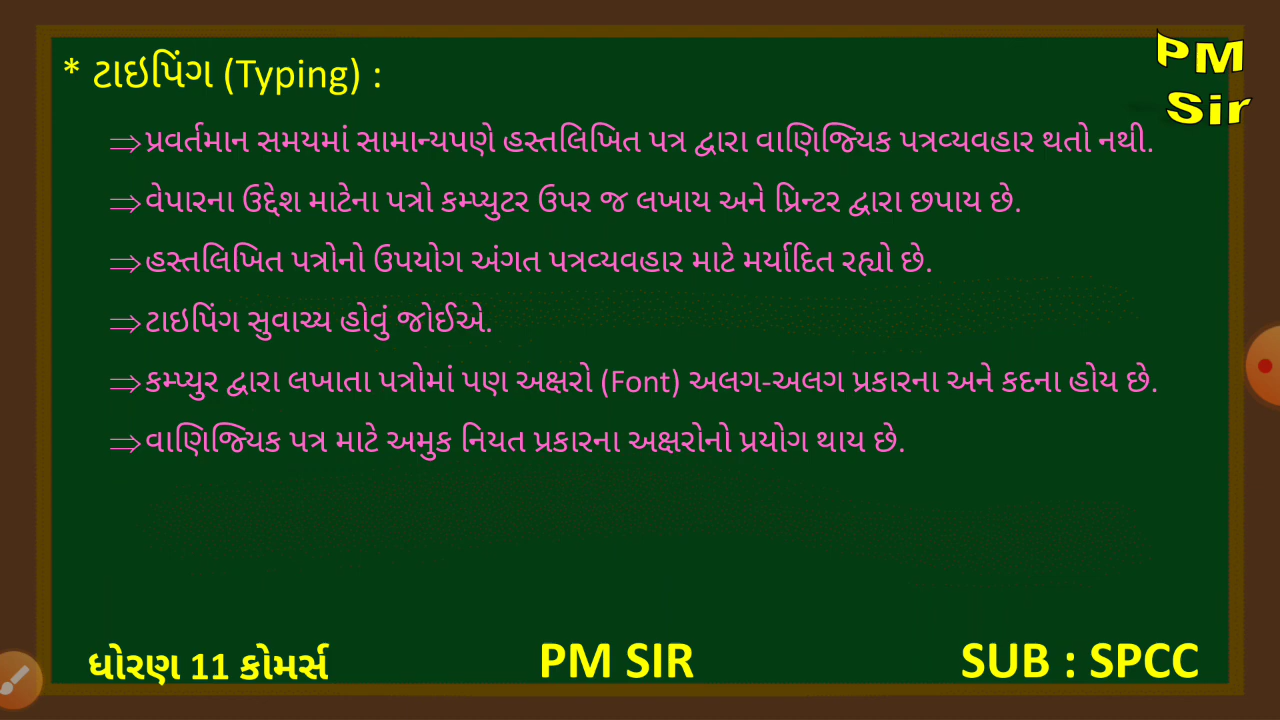 * ટાઇપિંગ (Typing) :
PM
Sir
⇒ પ્રવર્તમાન સમયમાં સામાન્યપણે હસ્તલિખિત પત્ર દ્વારા વાણિજ્યિક પત્રવ્યવહાર થતો નથી.
⇒ વેપારના ઉદ્દેશ માટેના પત્રો કમ્પ્યુટર ઉપર જ લખાય અને પ્રિન્ટર દ્વારા છપાય છે.
⇒ હસ્તલિખિત પત્રોનો ઉપયોગ અંગત પત્રવ્યવહાર માટે મર્યાદિત રહ્યો છે.
⇒ ટાઇપિંગ સુવાચ્ય હોવું જોઈએ.
⇒ કમ્પ્યુર દ્વારા લખાતા પત્રોમાં પણ અક્ષરો (Font) અલગ-અલગ પ્રકારના અને કદના હોય છે.
⇒ વાણિજ્યિક પત્ર માટે અમુક નિયત પ્રકારના અક્ષરોનો પ્રયોગ થાય છે.
ધોરણ 11 કોમર્સ PM SIR SUB : SPCC